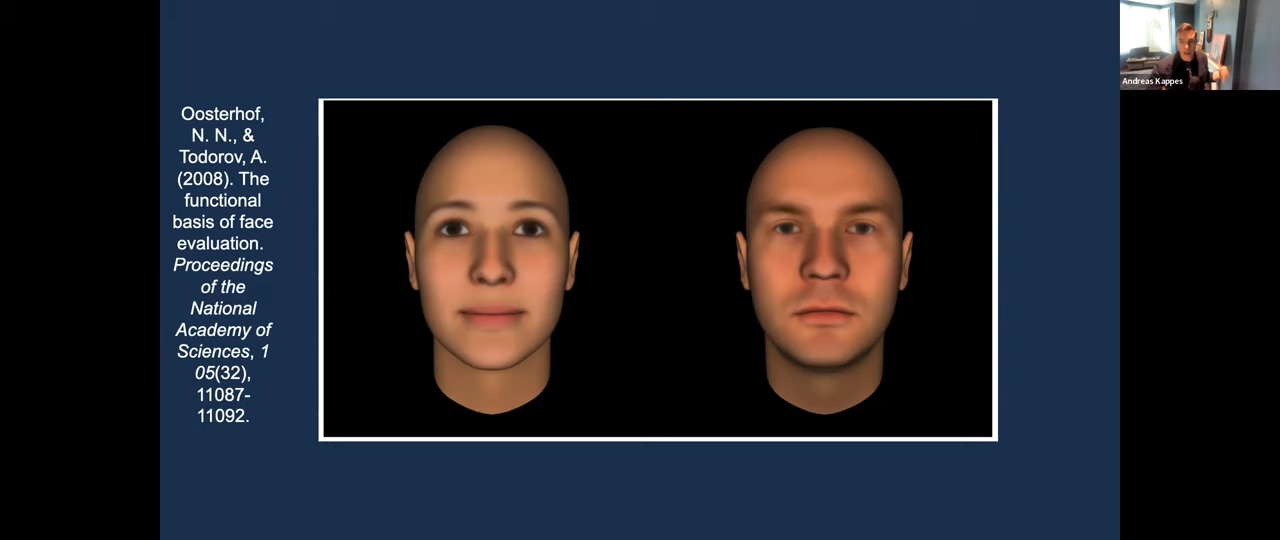 Oosterhof,
N. N., &
Todorov, A.
(2008). The
functional
basis of face
evaluation.
Proceedings
of the
National
Academy of
Sciences, 1
05(32),
11087-
11092.
Andreas Kappes